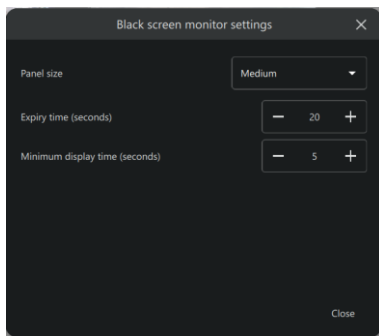 Black screen monitor settings
Panel size Medium
Expiry time (seconds) 20
Minimum display time (seconds) 5
Close